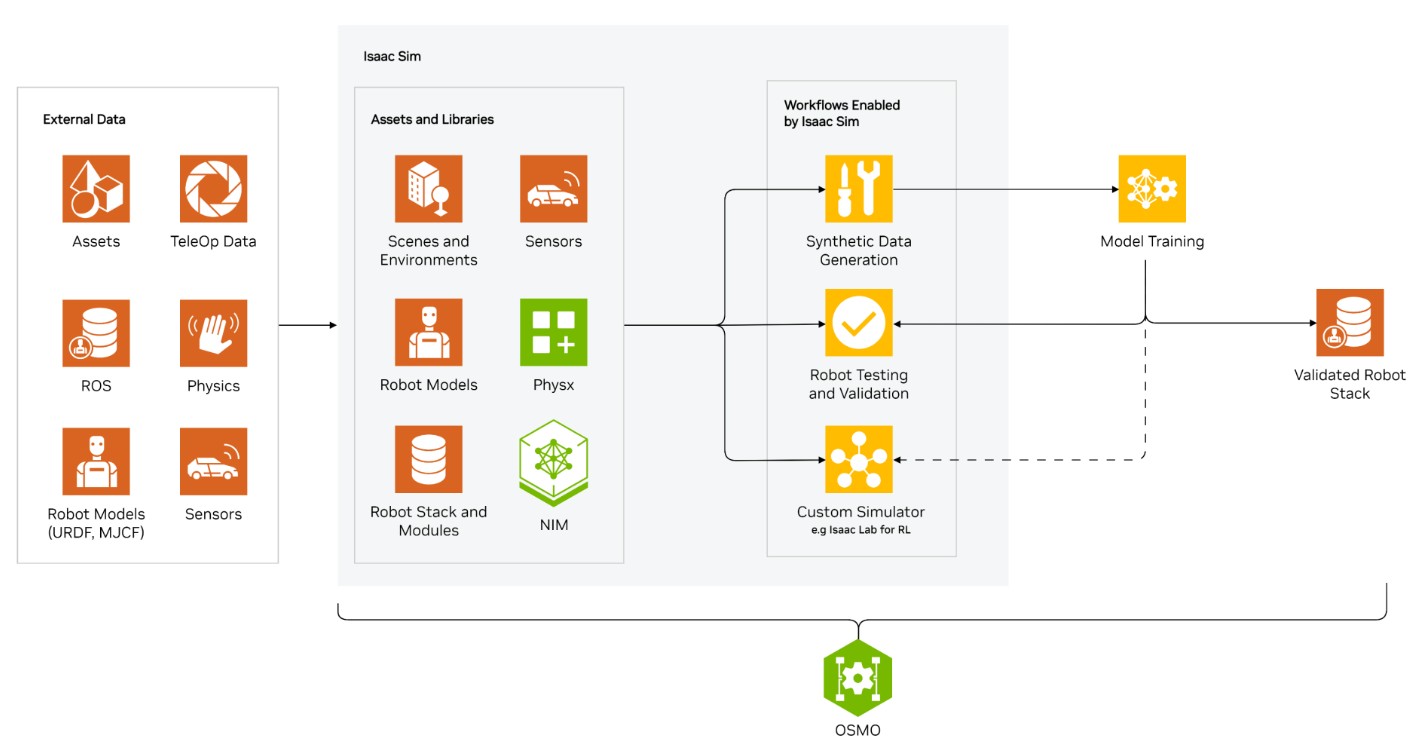 Isaac Sim
External Data
Assets
TeleOp Data
ROS
Physics
Robot Models
(URDF, MJCF)
Sensors
Assets and Libraries
Scenes and
Environments
Sensors
Robot Models
Physx
Robot Stack and
Modules
NIM
Workflows Enabled
by Isaac Sim
Synthetic Data
Generation
Robot Testing
and Validation
Custom Simulator
e.g Isaac Lab for RL
Model Training
Validated Robot
Stack
OSMO